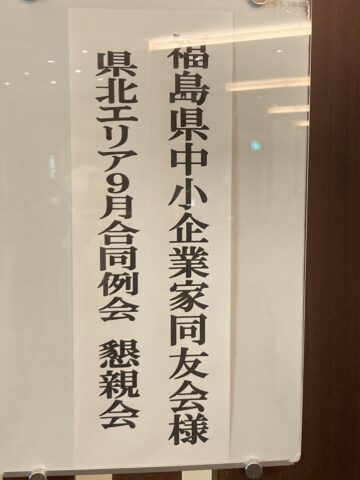 福島県中小企業家同友会様
県北エリア9月合同例会 懇親会